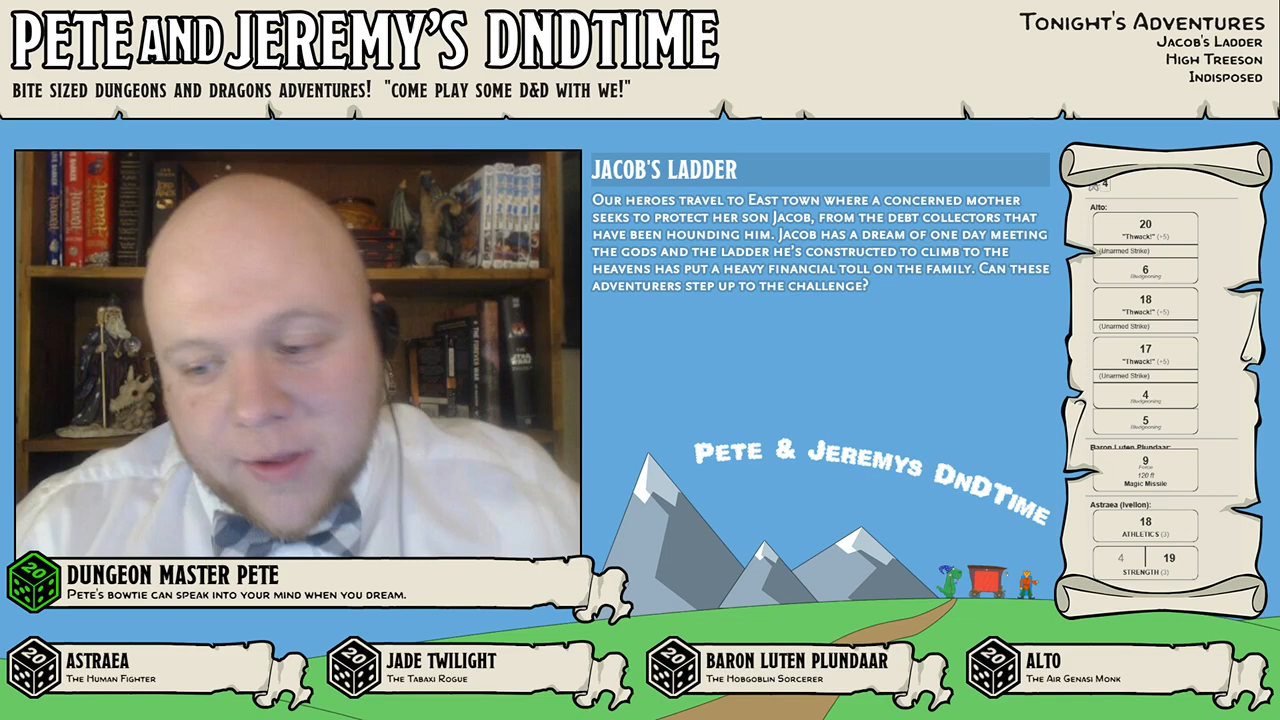 PETE AND JEREMY'S DNDTIME
BITE SIZED DUNGEONS AND DRAGONS ADVENTURES! "COME PLAY SOME D&D WITH WE!"
TONIGHT'S ADVENTURES
JACOB'S LADDER
HIGH TREESON
INDISPOSED
JACOB'S LADDER
OUR HEROES TRAVEL TO EAST TOWN WHERE A CONCERNED MOTHER
SEEKS TO PROTECT HER SON JACOB, FROM THE DEBT COLLECTORS THAT
HAVE BEEN HOUNDING HIM. JACOB HAS A DREAM OF ONE DAY MEETING
THE GODS AND THE LADDER HE'S CONSTRUCTED TO CLIMB TO THE
HEAVENS HAS PUT A HEAVY FINANCIAL TOLL ON THE FAMILY. CAN THESE
ADVENTURERS STEP UP TO THE CHALLENGE?
4
Alto:
20
"Thwack!" (+5)
(Unarmed Strike)
6
Bludgeoning
18
"Thwack!" (+5)
(Unarmed Strike)
17
"Thwack!" (+5)
(Unarmed Strike)
4
Bludgeoning
5
Bludgeoning
Baron Luten Plundaar:
9
Force
120 ft
Magic Missile
Astraea (Ivellon):
18
ATHLETICS (3)
4 19
STRENGTH (3)
PETE & JEREMYS DNDTIME
20
DUNGEON MASTER PETE
PETE'S BOWTIE CAN SPEAK INTO YOUR MIND WHEN YOU DREAM.
20
ASTRAEA
THE HUMAN FIGHTER
20
JADE TWILIGHT
THE TABAXI ROGUE
20
BARON LUTEN PLUNDAAR
THE HOBGOBLIN SORCERER
20
ALTO
THE AIR GENASI MONK